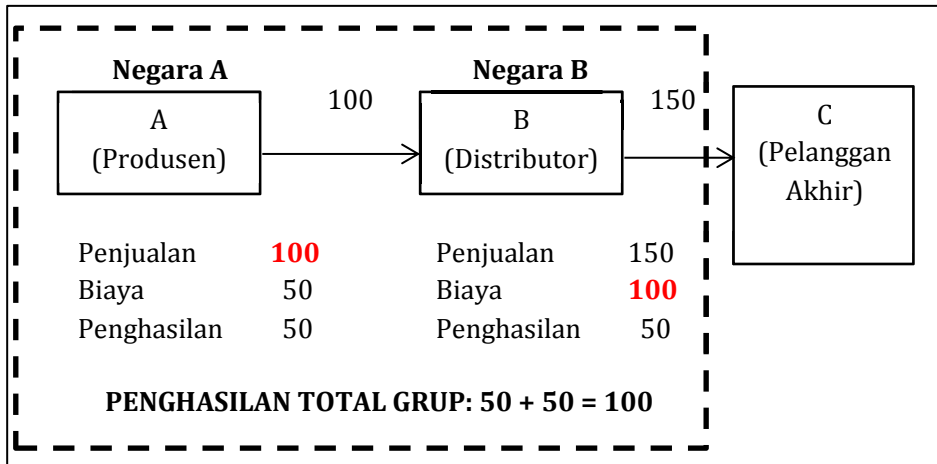 Negara A
Negara B
100
150
A
(Produsen)
B
(Distributor)
C
(Pelanggan
Akhir)
Penjualan 100
Biaya 50
Penghasilan 50
Penjualan 150
Biaya 100
Penghasilan 50
PENGHASILAN TOTAL GRUP: 50 + 50 = 100